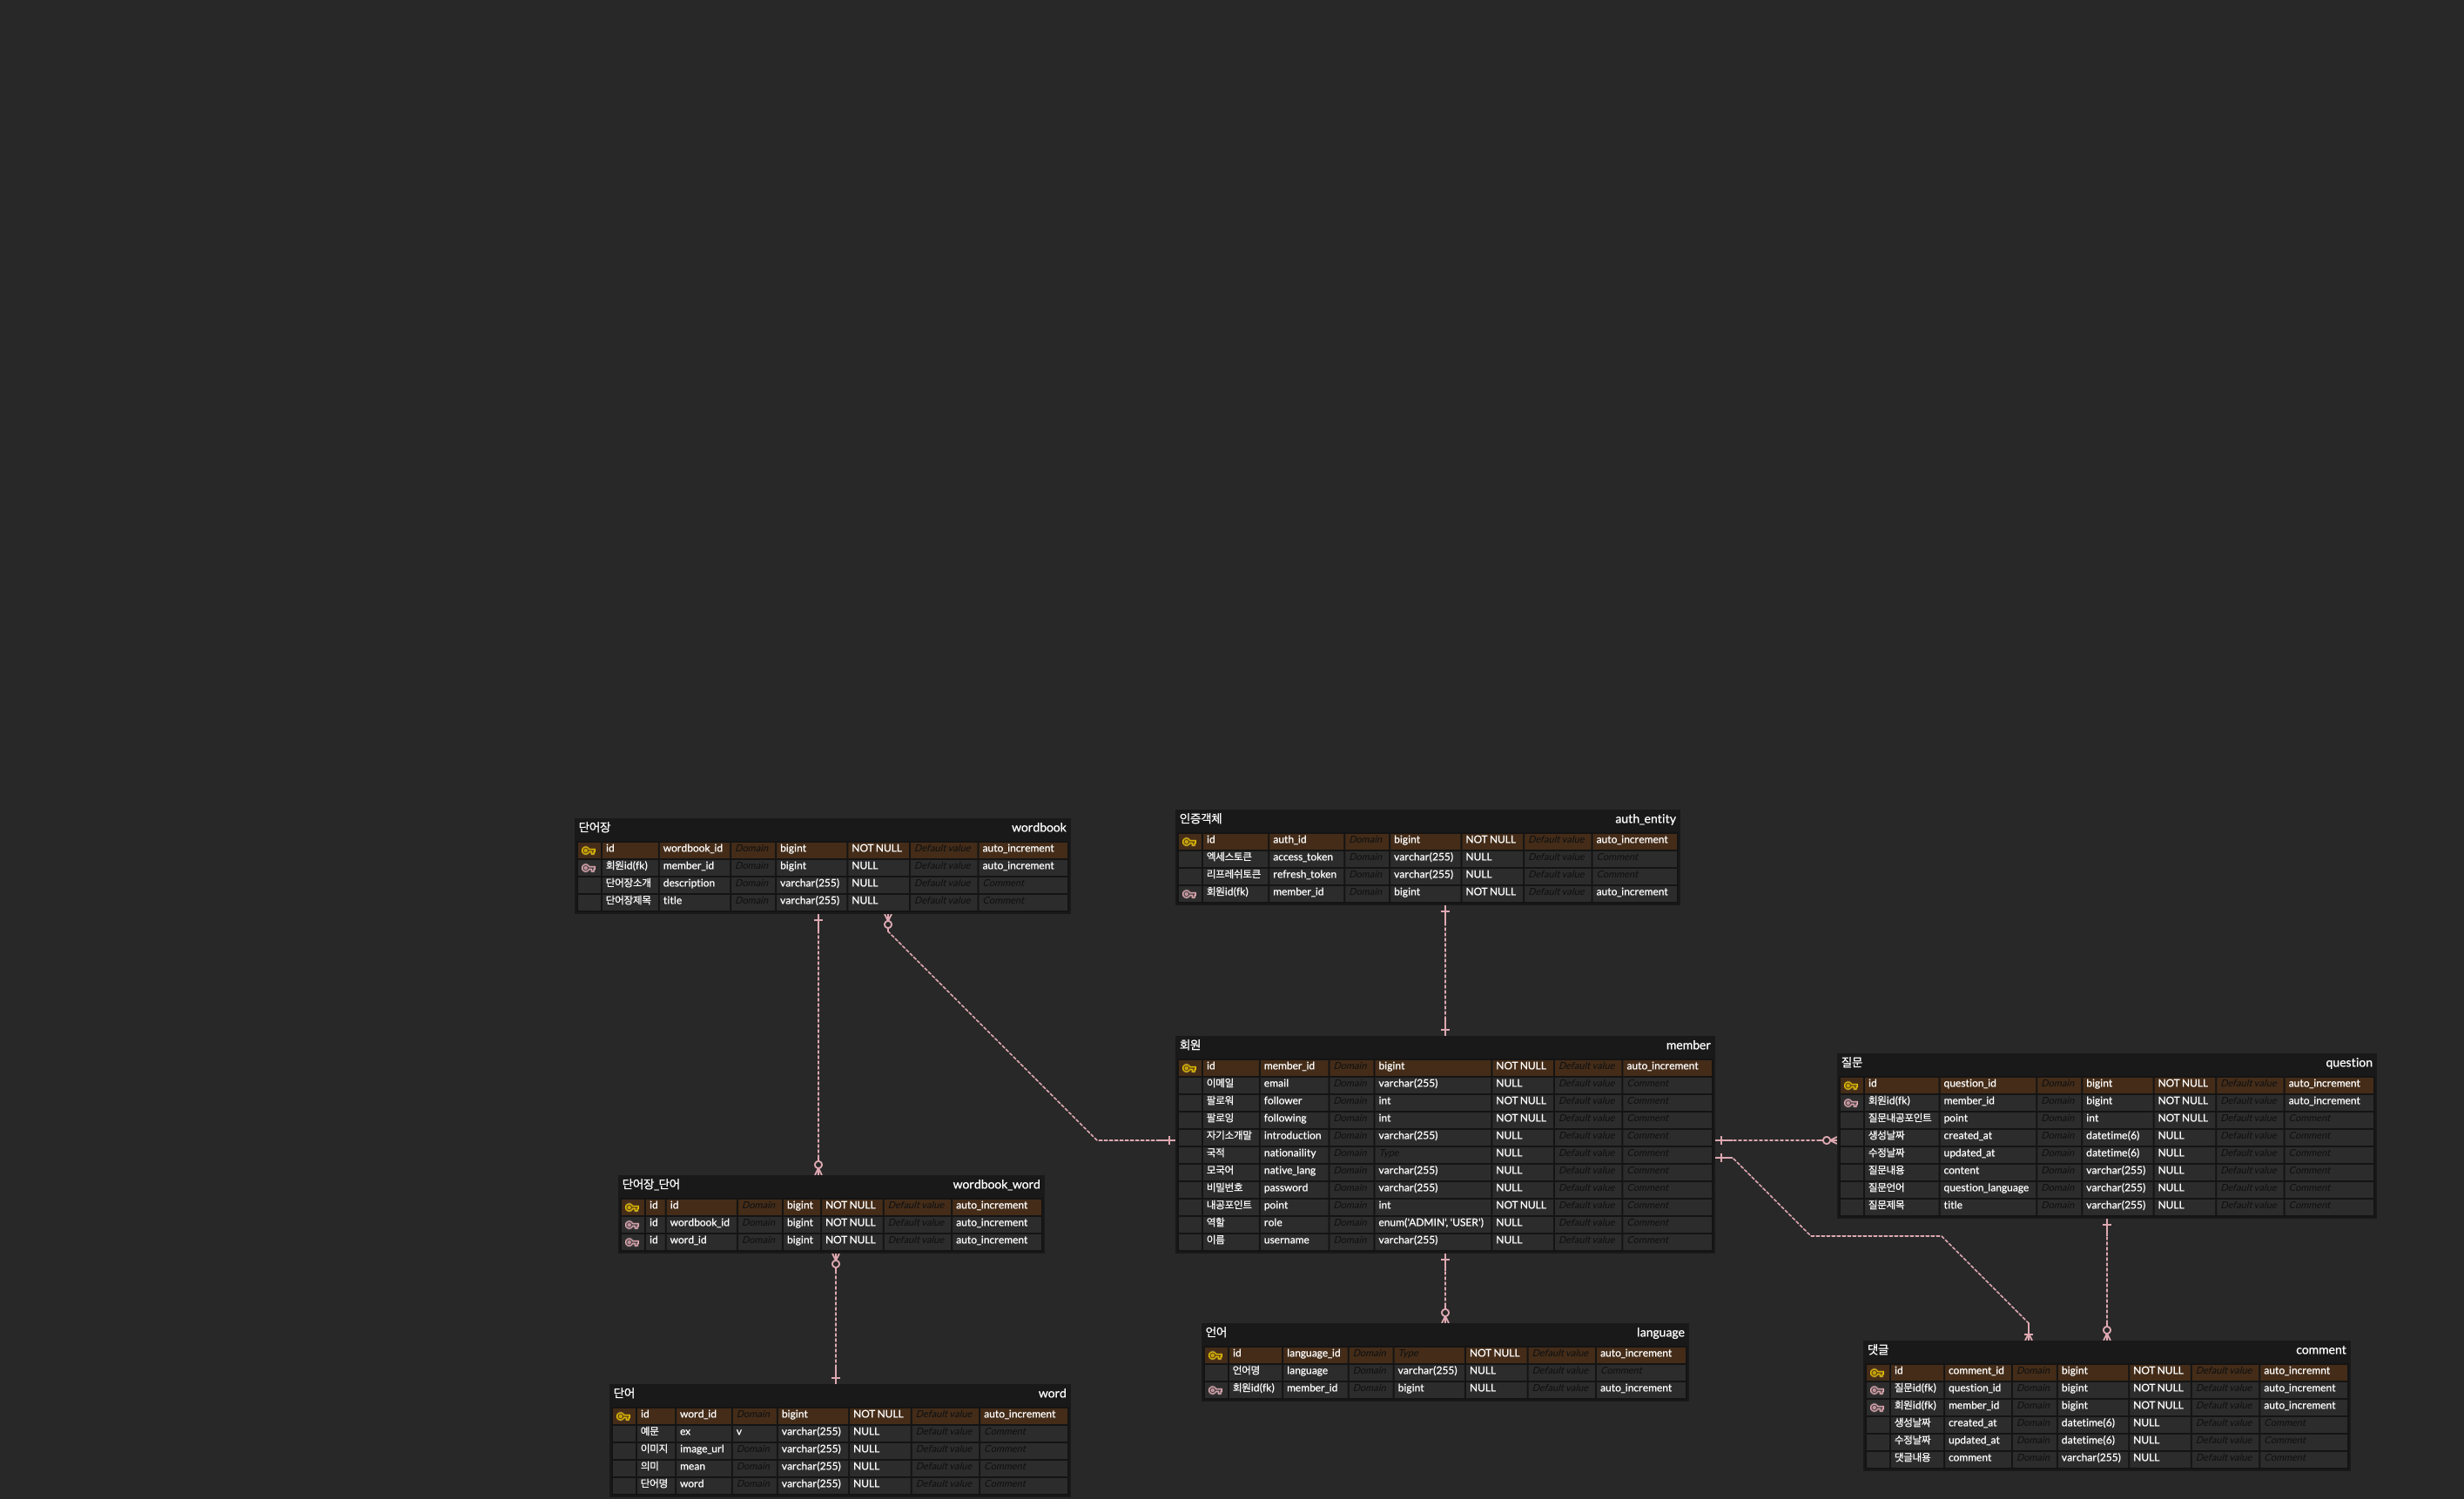 단어장 wordbook
id wordbook_id Domain bigint NOT NULL Default value auto_increment
회원id(fk) member_id Domain bigint NULL Default value auto_increment
단어장소개 description Domain varchar(255) NULL Default value Comment
단어장제목 title Domain varchar(255) NULL Default value Comment
인증객체 auth_entity
id auth_id Domain bigint NOT NULL Default value auto_increment
엑세스토큰 access_token Domain varchar(255) NULL Default value Comment
리프레쉬토큰 refresh_token Domain varchar(255) NULL Default value Comment
회원id(fk) member_id Domain bigint NOT NULL Default value auto_increment
회원 member
id member_id Domain bigint NOT NULL Default value auto_increment
이메일 email Domain varchar(255) NULL Default value Comment
팔로워 follower Domain int NOT NULL Default value Comment
팔로잉 following Domain int NOT NULL Default value Comment
자기소개말 introduction Domain varchar(255) NULL Default value Comment
국적 nationaility Domain Type NULL Default value Comment
모국어 native_lang Domain varchar(255) NULL Default value Comment
비밀번호 password Domain varchar(255) NULL Default value Comment
내공포인트 point Domain int NOT NULL Default value Comment
역할 role Domain enum('ADMIN', 'USER') NULL Default value Comment
이름 username Domain varchar(255) NULL Default value Comment
질문 question
id question_id Domain bigint NOT NULL Default value auto_increment
회원id(fk) member_id Domain bigint NOT NULL Default value auto_increment
질문내공포인트 point Domain int NOT NULL Default value Comment
생성날짜 created_at Domain datetime(6) NULL Default value Comment
수정날짜 updated_at Domain datetime(6) NULL Default value Comment
질문내용 content Domain varchar(255) NULL Default value Comment
질문언어 question_language Domain varchar(255) NULL Default value Comment
질문제목 title Domain varchar(255) NULL Default value Comment
단어장_단어 wordbook_word
id id Domain bigint NOT NULL Default value auto_increment
id wordbook_id Domain bigint NOT NULL Default value auto_increment
id word_id Domain bigint NOT NULL Default value auto_increment
언어 language
id language_id Domain Type NOT NULL Default value auto_increment
언어명 language Domain varchar(255) NULL Default value Comment
회원id(fk) member_id Domain bigint NULL Default value auto_increment
댓글 comment
id comment_id Domain bigint NOT NULL Default value auto_incremnt
질문id(fk) question_id Domain bigint NOT NULL Default value auto_increment
회원id(fk) member_id Domain bigint NOT NULL Default value auto_increment
생성날짜 created_at Domain datetime(6) NULL Default value Comment
수정날짜 updated_at Domain datetime(6) NULL Default value Comment
댓글내용 comment Domain varchar(255) NULL Default value Comment
단어 word
id word_id Domain bigint NOT NULL Default value auto_increment
예문 ex v varchar(255) NULL Default value Comment
이미지 image_url Domain varchar(255) NULL Default value Comment
의미 mean Domain varchar(255) NULL Default value Comment
단어명 word Domain varchar(255) NULL Default value Comment